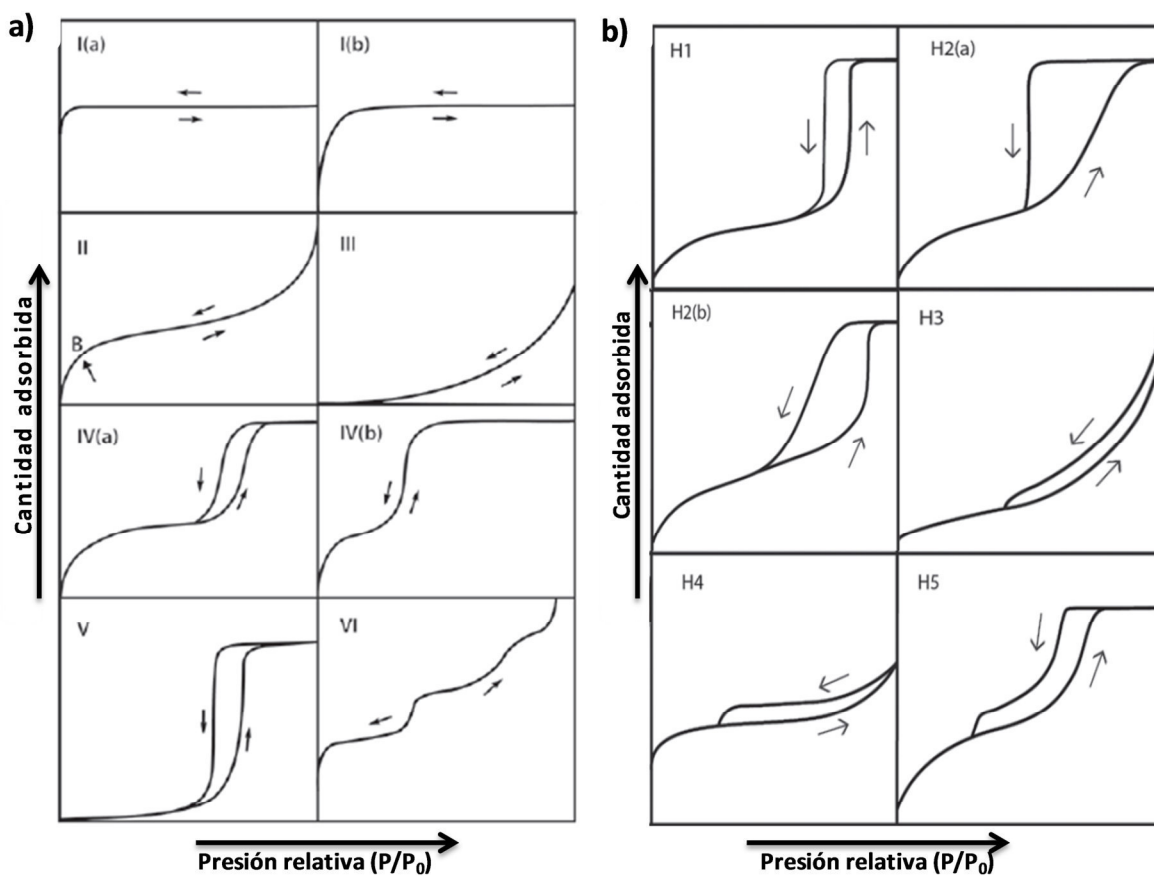 a)
I(a)
I(b)
II
III
B
IV(a)
IV(b)
V
VI
Cantidad adsorbida
Presión relativa (P/P₀)
b)
H1
H2(a)
H2(b)
H3
H4
H5
Cantidad adsorbida
Presión relativa (P/P₀)